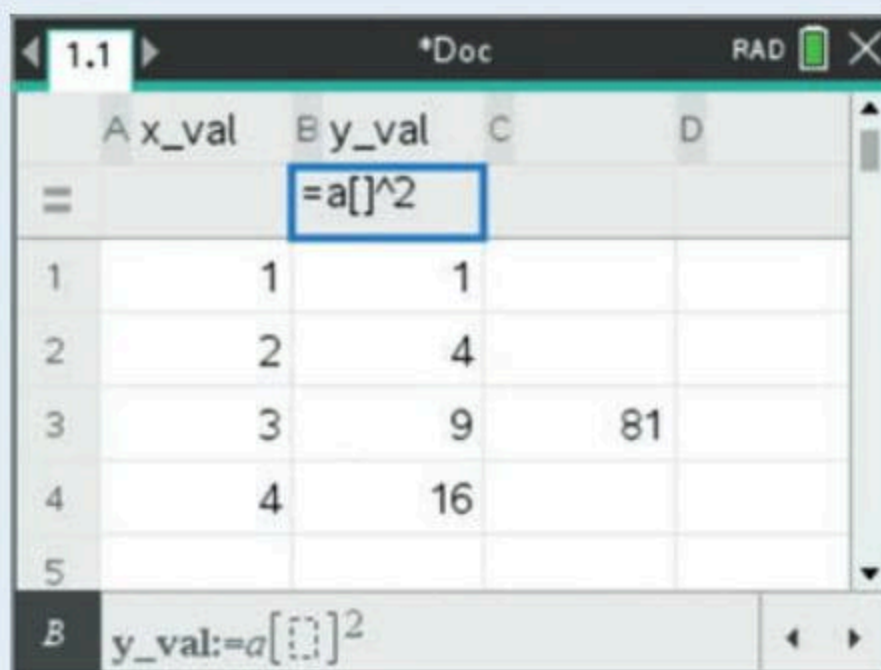 1.1 *Doc RAD
A x_val B y_val C D
= =a[]^2
1 1 1
2 2 4
3 3 9 81
4 4 16
5
B y_val:=a[]²